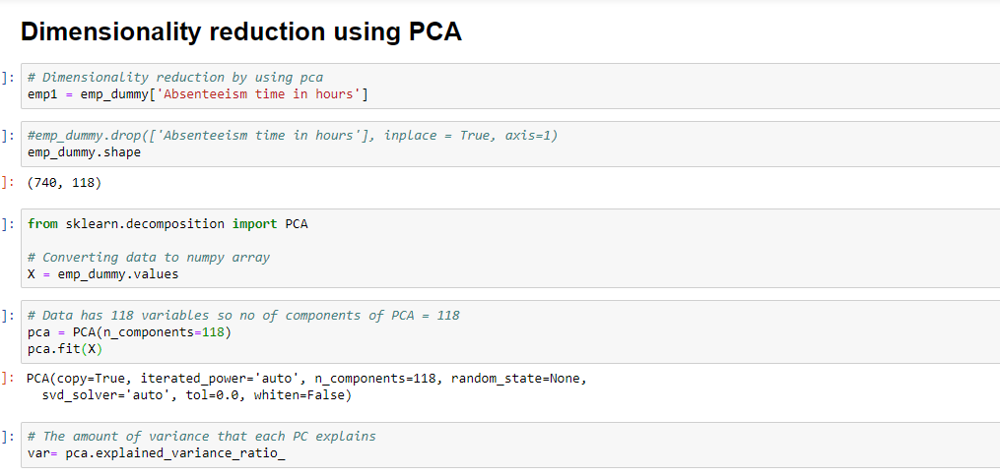 Dimensionality reduction using PCA
]: # Dimensionality reduction by using pca
emp1 = emp_dummy['Absenteeism time in hours']
]: #emp_dummy.drop(['Absenteeism time in hours'], inplace = True, axis=1)
emp_dummy.shape
]: (740, 118)
]: from sklearn.decomposition import PCA
# Converting data to numpy array
X = emp_dummy.values
]: # Data has 118 variables so no of components of PCA = 118
pca = PCA(n_components=118)
pca.fit(X)
]: PCA(copy=True, iterated_power='auto', n_components=118, random_state=None,
svd_solver='auto', tol=0.0, whiten=False)
]: # The amount of variance that each PC explains
var= pca.explained_variance_ratio_